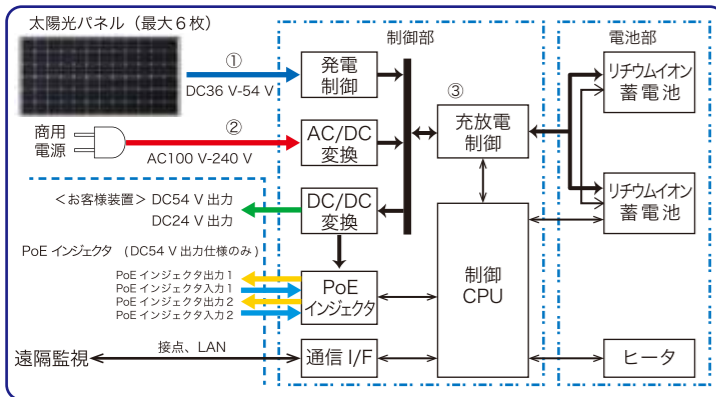 太陽光パネル（最大６枚）
①
DC36 V-54 V
商用
電源
②
AC100 V-240 V
＜お客様装置＞ DC54 V 出力
DC24 V 出力
PoE インジェクタ （DC54 V 出力仕様のみ）
PoE インジェクタ出力 1
PoE インジェクタ入力 1
PoE インジェクタ出力 2
PoE インジェクタ入力 2
遠隔監視
接点、LAN
制御部
発電
制御
AC/DC
変換
DC/DC
変換
PoE
インジェクタ
通信 I/F
③
充放電
制御
制御
CPU
電池部
リチウムイオン
蓄電池
リチウムイオン
蓄電池
ヒータ